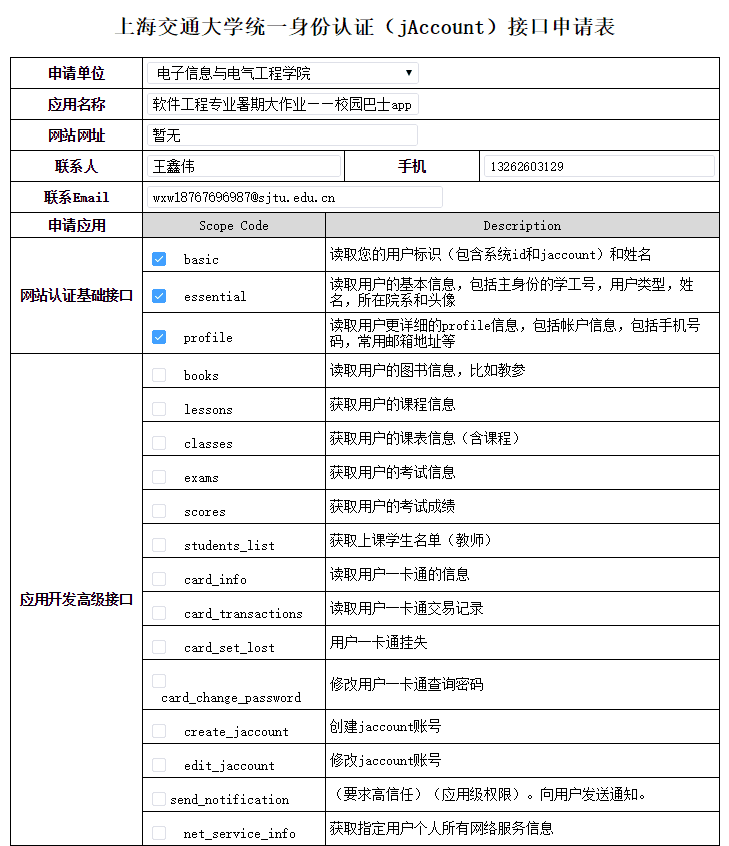 上海交通大学统一身份认证（jAccount）接口申请表
申请单位 电子信息与电气工程学院
应用名称 软件工程专业暑期大作业——校园巴士app
网站网址 暂无
联系人 王鑫伟 手机 13262603129
联系Email wxw18767696987@sjtu.edu.cn
申请应用 Scope Code Description
网站认证基础接口
basic 读取您的用户标识（包含系统id和jaccount）和姓名
essential 读取用户的基本信息，包括主身份的学工号，用户类型，姓
名，所在院系和头像
profile 读取用户更详细的profile信息，包括帐户信息，包括手机号
码，常用邮箱地址等
应用开发高级接口
books 读取用户的图书信息，比如教参
lessons 获取用户的课程信息
classes 获取用户的课表信息（含课程）
exams 获取用户的考试信息
scores 获取用户的考试成绩
students_list 获取上课学生名单（教师）
card_info 读取用户一卡通的信息
card_transactions 读取用户一卡通交易记录
card_set_lost 用户一卡通挂失
card_change_password 修改用户一卡通查询密码
create_jaccount 创建jaccount账号
edit_jaccount 修改jaccount账号
send_notification （要求高信任）（应用级权限）。向用户发送通知。
net_service_info 获取指定用户个人所有网络服务信息